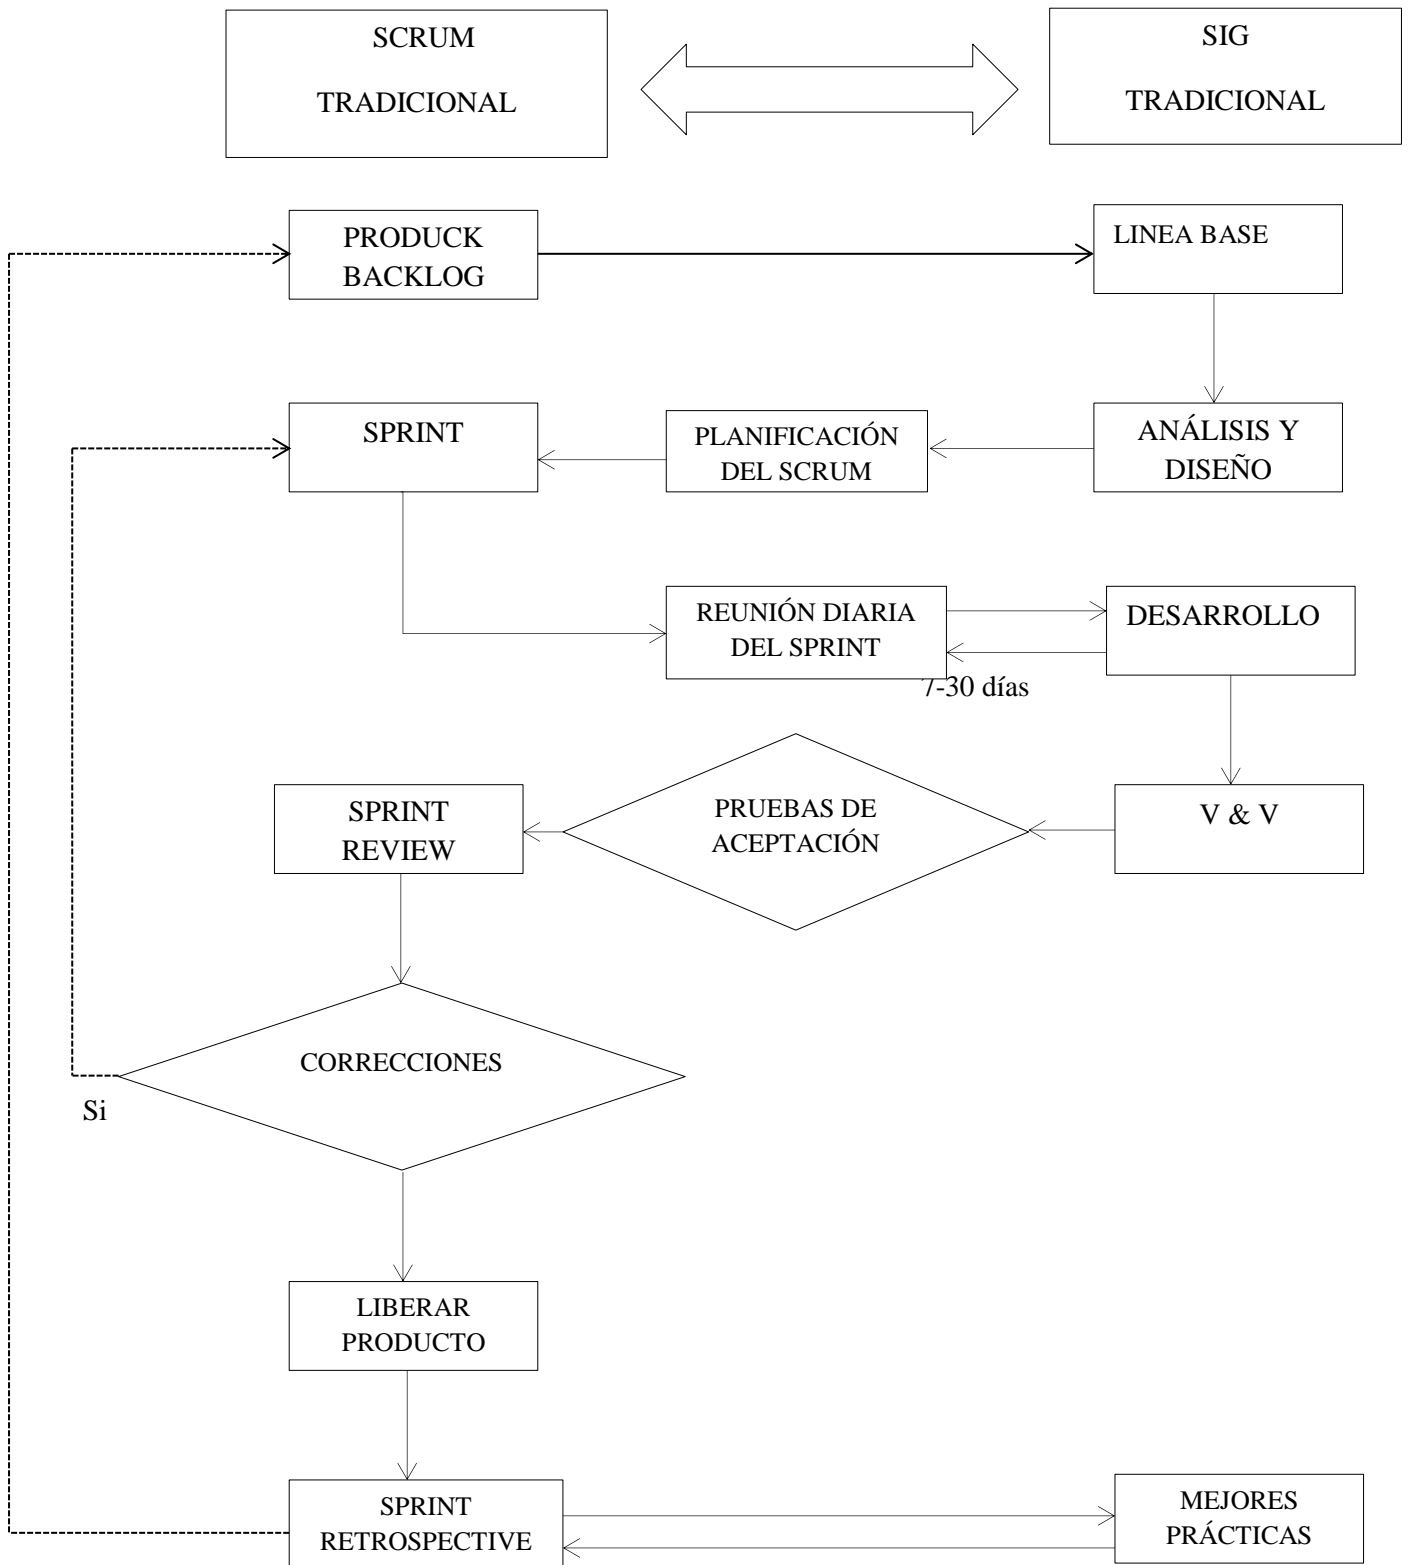 SCRUM
TRADICIONAL
SIG
TRADICIONAL
PRODUCK
BACKLOG
LINEA BASE
SPRINT
PLANIFICACIÓN
DEL SCRUM
ANÁLISIS Y
DISEÑO
REUNIÓN DIARIA
DEL SPRINT
DESARROLLO
7-30 días
SPRINT
REVIEW
PRUEBAS DE
ACEPTACIÓN
V & V
CORRECCIONES
Si
LIBERAR
PRODUCTO
SPRINT
RETROSPECTIVE
MEJORES
PRÁCTICAS